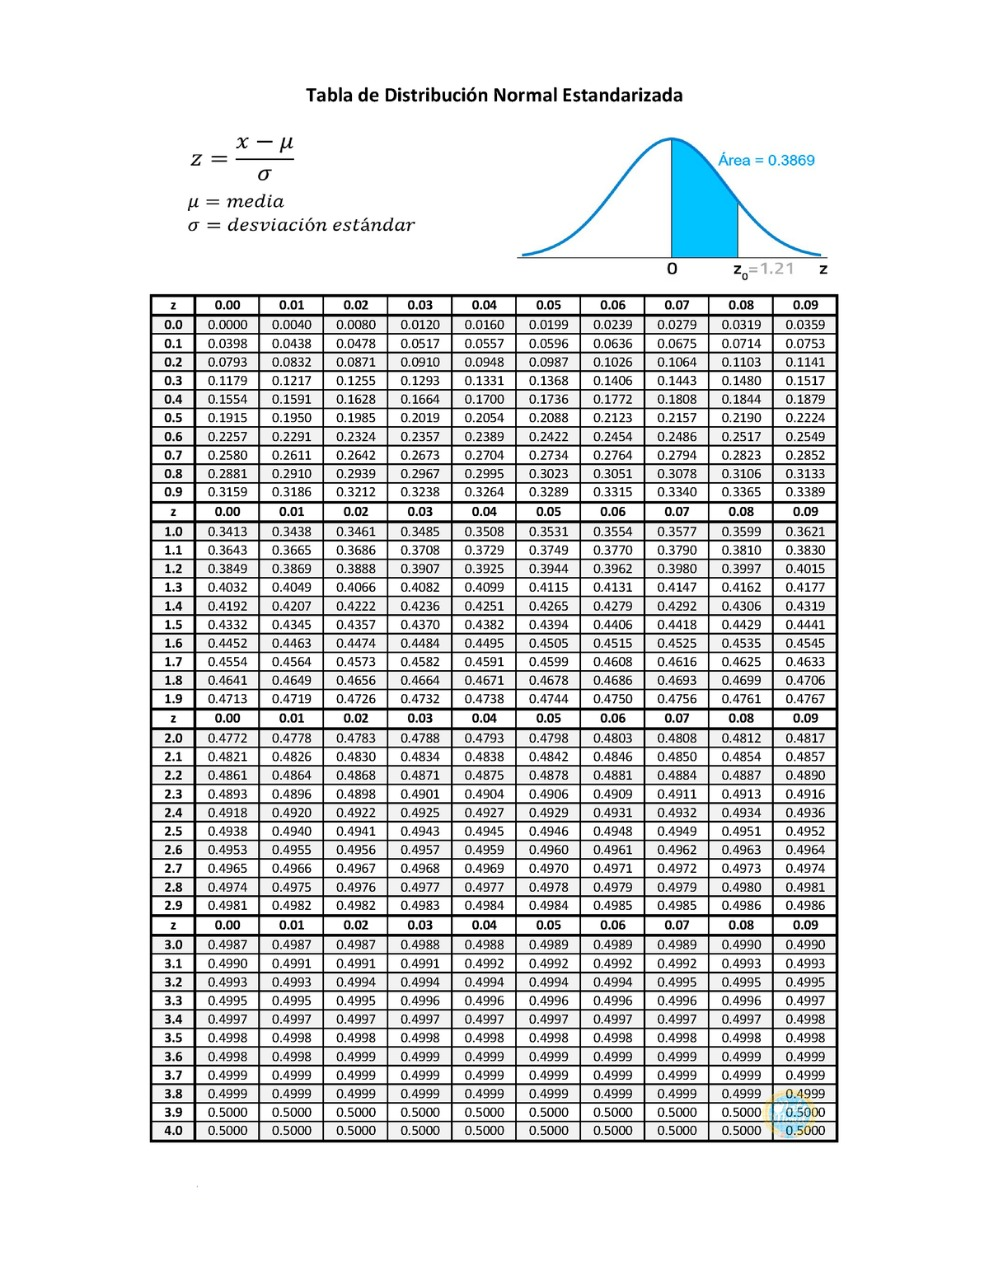 Tabla de Distribución Normal Estandarizada
z = x − μ / σ
μ = media
σ = desviación estándar
Área = 0.3869
0 z₀=1.21 z
z 0.00 0.01 0.02 0.03 0.04 0.05 0.06 0.07 0.08 0.09
0.0 0.0000 0.0040 0.0080 0.0120 0.0160 0.0199 0.0239 0.0279 0.0319 0.0359
0.1 0.0398 0.0438 0.0478 0.0517 0.0557 0.0596 0.0636 0.0675 0.0714 0.0753
0.2 0.0793 0.0832 0.0871 0.0910 0.0948 0.0987 0.1026 0.1064 0.1103 0.1141
0.3 0.1179 0.1217 0.1255 0.1293 0.1331 0.1368 0.1406 0.1443 0.1480 0.1517
0.4 0.1554 0.1591 0.1628 0.1664 0.1700 0.1736 0.1772 0.1808 0.1844 0.1879
0.5 0.1915 0.1950 0.1985 0.2019 0.2054 0.2088 0.2123 0.2157 0.2190 0.2224
0.6 0.2257 0.2291 0.2324 0.2357 0.2389 0.2422 0.2454 0.2486 0.2517 0.2549
0.7 0.2580 0.2611 0.2642 0.2673 0.2704 0.2734 0.2764 0.2794 0.2823 0.2852
0.8 0.2881 0.2910 0.2939 0.2967 0.2995 0.3023 0.3051 0.3078 0.3106 0.3133
0.9 0.3159 0.3186 0.3212 0.3238 0.3264 0.3289 0.3315 0.3340 0.3365 0.3389
z 0.00 0.01 0.02 0.03 0.04 0.05 0.06 0.07 0.08 0.09
1.0 0.3413 0.3438 0.3461 0.3485 0.3508 0.3531 0.3554 0.3577 0.3599 0.3621
1.1 0.3643 0.3665 0.3686 0.3708 0.3729 0.3749 0.3770 0.3790 0.3810 0.3830
1.2 0.3849 0.3869 0.3888 0.3907 0.3925 0.3944 0.3962 0.3980 0.3997 0.4015
1.3 0.4032 0.4049 0.4066 0.4082 0.4099 0.4115 0.4131 0.4147 0.4162 0.4177
1.4 0.4192 0.4207 0.4222 0.4236 0.4251 0.4265 0.4279 0.4292 0.4306 0.4319
1.5 0.4332 0.4345 0.4357 0.4370 0.4382 0.4394 0.4406 0.4418 0.4429 0.4441
1.6 0.4452 0.4463 0.4474 0.4484 0.4495 0.4505 0.4515 0.4525 0.4535 0.4545
1.7 0.4554 0.4564 0.4573 0.4582 0.4591 0.4599 0.4608 0.4616 0.4625 0.4633
1.8 0.4641 0.4649 0.4656 0.4664 0.4671 0.4678 0.4686 0.4693 0.4699 0.4706
1.9 0.4713 0.4719 0.4726 0.4732 0.4738 0.4744 0.4750 0.4756 0.4761 0.4767
z 0.00 0.01 0.02 0.03 0.04 0.05 0.06 0.07 0.08 0.09
2.0 0.4772 0.4778 0.4783 0.4788 0.4793 0.4798 0.4803 0.4808 0.4812 0.4817
2.1 0.4821 0.4826 0.4830 0.4834 0.4838 0.4842 0.4846 0.4850 0.4854 0.4857
2.2 0.4861 0.4864 0.4868 0.4871 0.4875 0.4878 0.4881 0.4884 0.4887 0.4890
2.3 0.4893 0.4896 0.4898 0.4901 0.4904 0.4906 0.4909 0.4911 0.4913 0.4916
2.4 0.4918 0.4920 0.4922 0.4925 0.4927 0.4929 0.4931 0.4932 0.4934 0.4936
2.5 0.4938 0.4940 0.4941 0.4943 0.4945 0.4946 0.4948 0.4949 0.4951 0.4952
2.6 0.4953 0.4955 0.4956 0.4957 0.4959 0.4960 0.4961 0.4962 0.4963 0.4964
2.7 0.4965 0.4966 0.4967 0.4968 0.4969 0.4970 0.4971 0.4972 0.4973 0.4974
2.8 0.4974 0.4975 0.4976 0.4977 0.4977 0.4978 0.4979 0.4979 0.4980 0.4981
2.9 0.4981 0.4982 0.4982 0.4983 0.4984 0.4984 0.4985 0.4985 0.4986 0.4986
z 0.00 0.01 0.02 0.03 0.04 0.05 0.06 0.07 0.08 0.09
3.0 0.4987 0.4987 0.4987 0.4988 0.4988 0.4989 0.4989 0.4989 0.4990 0.4990
3.1 0.4990 0.4991 0.4991 0.4991 0.4992 0.4992 0.4992 0.4992 0.4993 0.4993
3.2 0.4993 0.4993 0.4994 0.4994 0.4994 0.4994 0.4994 0.4995 0.4995 0.4995
3.3 0.4995 0.4995 0.4995 0.4996 0.4996 0.4996 0.4996 0.4996 0.4996 0.4997
3.4 0.4997 0.4997 0.4997 0.4997 0.4997 0.4997 0.4997 0.4997 0.4997 0.4998
3.5 0.4998 0.4998 0.4998 0.4998 0.4998 0.4998 0.4998 0.4998 0.4998 0.4998
3.6 0.4998 0.4998 0.4999 0.4999 0.4999 0.4999 0.4999 0.4999 0.4999 0.4999
3.7 0.4999 0.4999 0.4999 0.4999 0.4999 0.4999 0.4999 0.4999 0.4999 0.4999
3.8 0.4999 0.4999 0.4999 0.4999 0.4999 0.4999 0.4999 0.4999 0.4999 0.4999
3.9 0.5000 0.5000 0.5000 0.5000 0.5000 0.5000 0.5000 0.5000 0.5000 0.5000
4.0 0.5000 0.5000 0.5000 0.5000 0.5000 0.5000 0.5000 0.5000 0.5000 0.5000